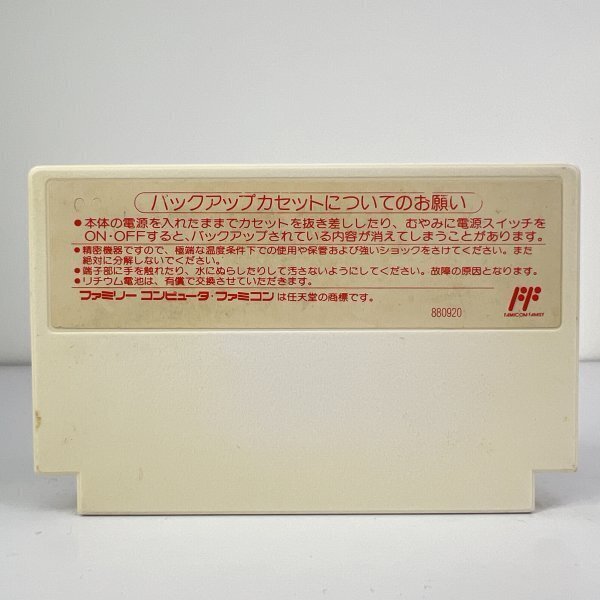 バックアップカセットについてのお願い
●本体の電源を入れたままでカセットを抜き差ししたり、むやみに電源スイッチを
ON・OFFすると、バックアップされている内容が消えてしまうことがあります。
●精密機器ですので、極端な温度条件下での使用や保管および強いショックをさけてください。また
絶対に分解しないでください。
●端子部に手を触れたり、水にぬらしたりして汚さないようにしてください。故障の原因となります。
●リチウム電池は、有償で交換させていただきます。
ファミリー コンピュータ・ファミコン は任天堂の商標です。
FAMICOM FAMILY
880920